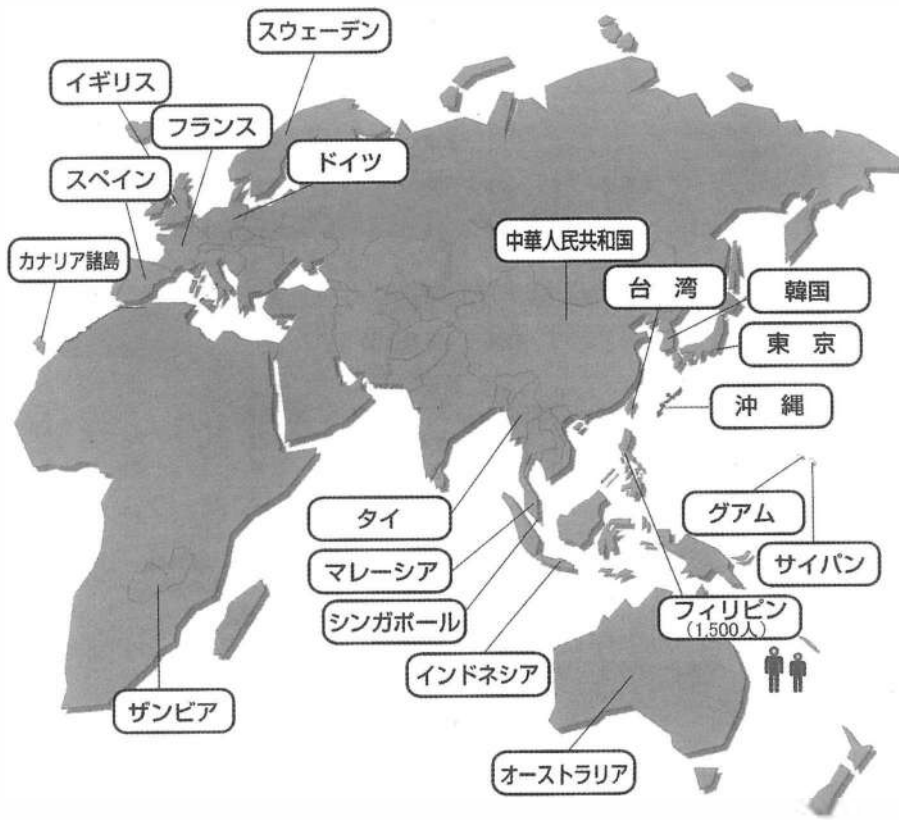 スウェーデン
イギリス
フランス
ドイツ
スペイン
カナリア諸島
中華人民共和国
台 湾
韓国
東 京
沖 縄
タイ
グアム
マレーシア
サイパン
シンガポール
フィリピン
(1,500人)
インドネシア
ザンビア
オーストラリア